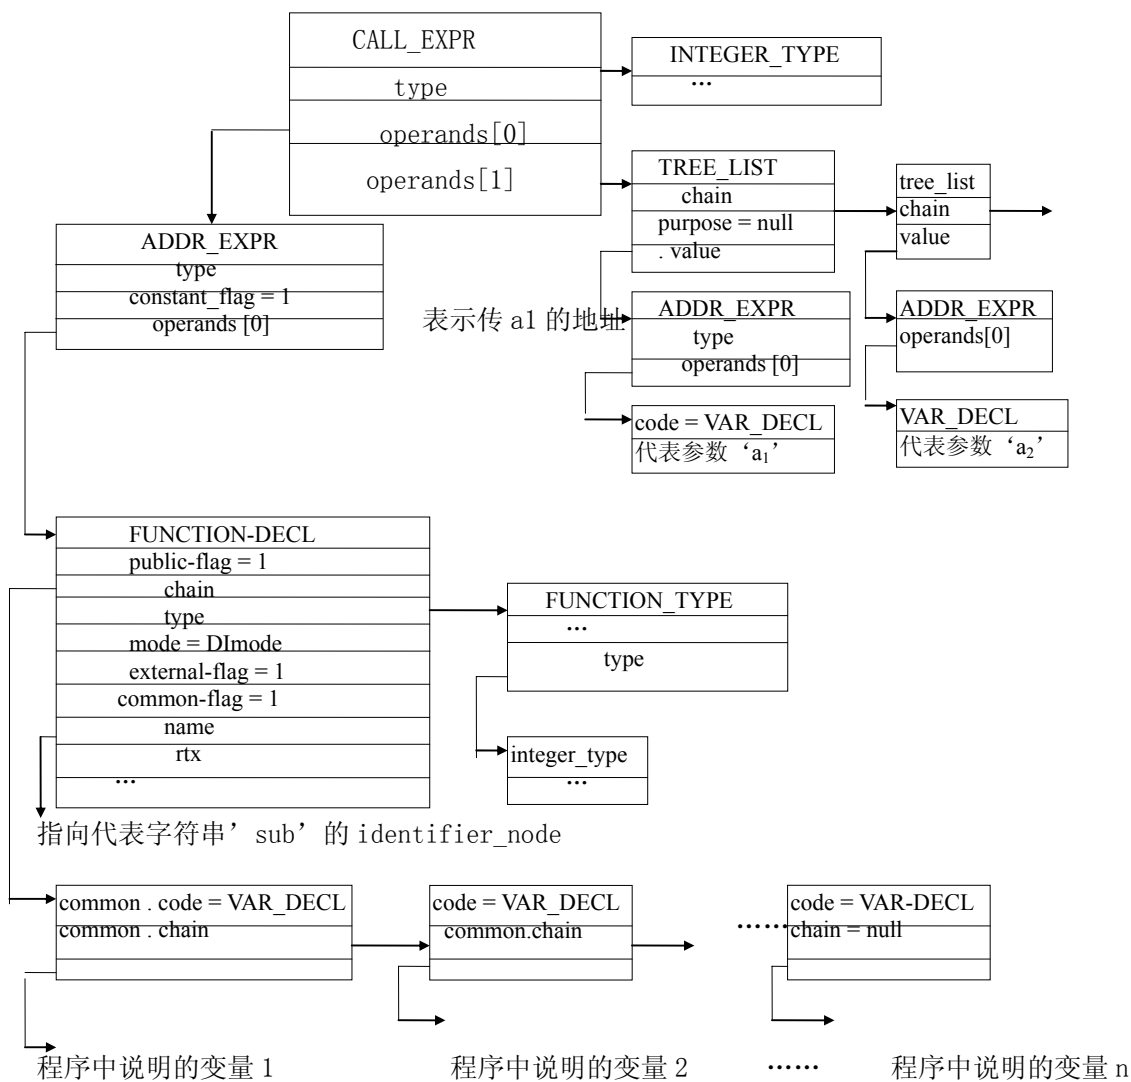 CALL_EXPR
type
operands[0]
operands[1]
INTEGER_TYPE
…
TREE_LIST
chain
purpose = null
. value
tree_list
chain
value
ADDR_EXPR
type
constant_flag = 1
operands [0]
表示传 a1 的地址
ADDR_EXPR
type
operands [0]
ADDR_EXPR
operands[0]
code = VAR_DECL
代表参数‘a₁’
VAR_DECL
代表参数‘a₂’
FUNCTION-DECL
public-flag = 1
chain
type
mode = DImode
external-flag = 1
common-flag = 1
name
rtx
…
FUNCTION_TYPE
…
type
integer_type
…
指向代表字符串’sub’的 identifier_node
common . code = VAR_DECL
common . chain
code = VAR_DECL
common.chain
……
code = VAR-DECL
chain = null
程序中说明的变量 1 程序中说明的变量 2 …… 程序中说明的变量 n